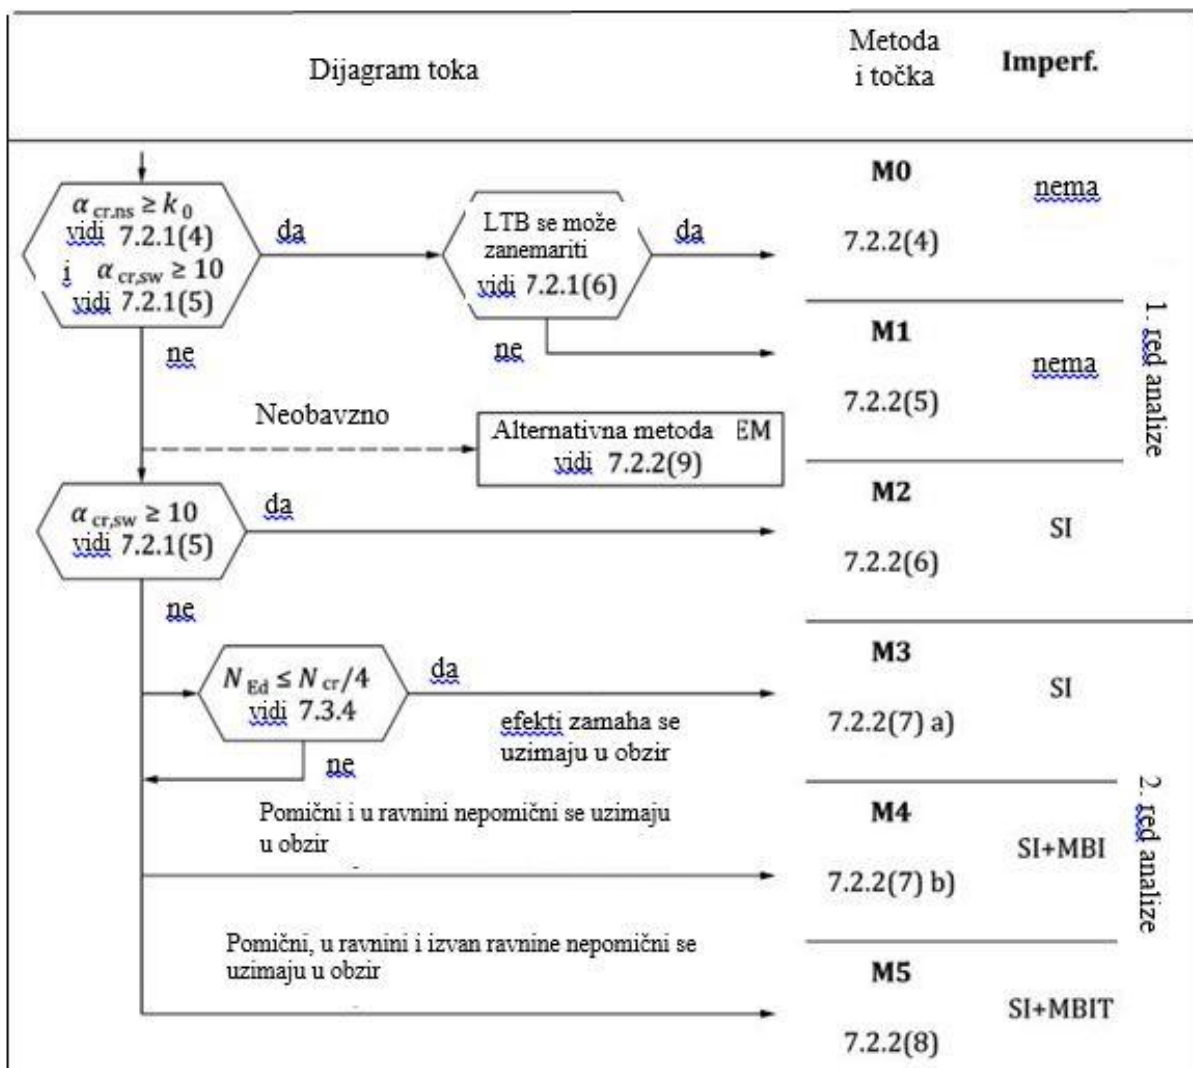 Dijagram toka
Metoda
i točka
Imperf.
α cr,ns ≥ k 0
vidi 7.2.1(4)
i α cr,sw ≥ 10
vidi 7.2.1(5)
da
LTB se može
zanemariti
vidi 7.2.1(6)
da
M0
7.2.2(4)
nema
ne
ne
M1
7.2.2(5)
nema
1. red analize
Neobavzno
Alternativna metoda EM
vidi 7.2.2(9)
α cr,sw ≥ 10
vidi 7.2.1(5)
da
M2
7.2.2(6)
SI
ne
N Ed ≤ N cr/4
vidi 7.3.4
da
efekti zamaha se
uzimaju u obzir
M3
7.2.2(7) a)
SI
ne
Pomični i u ravnini nepomični se uzimaju
u obzir
M4
7.2.2(7) b)
SI+MBI
2. red analize
Pomični, u ravnini i izvan ravnine nepomični se
uzimaju u obzir
M5
7.2.2(8)
SI+MBIT